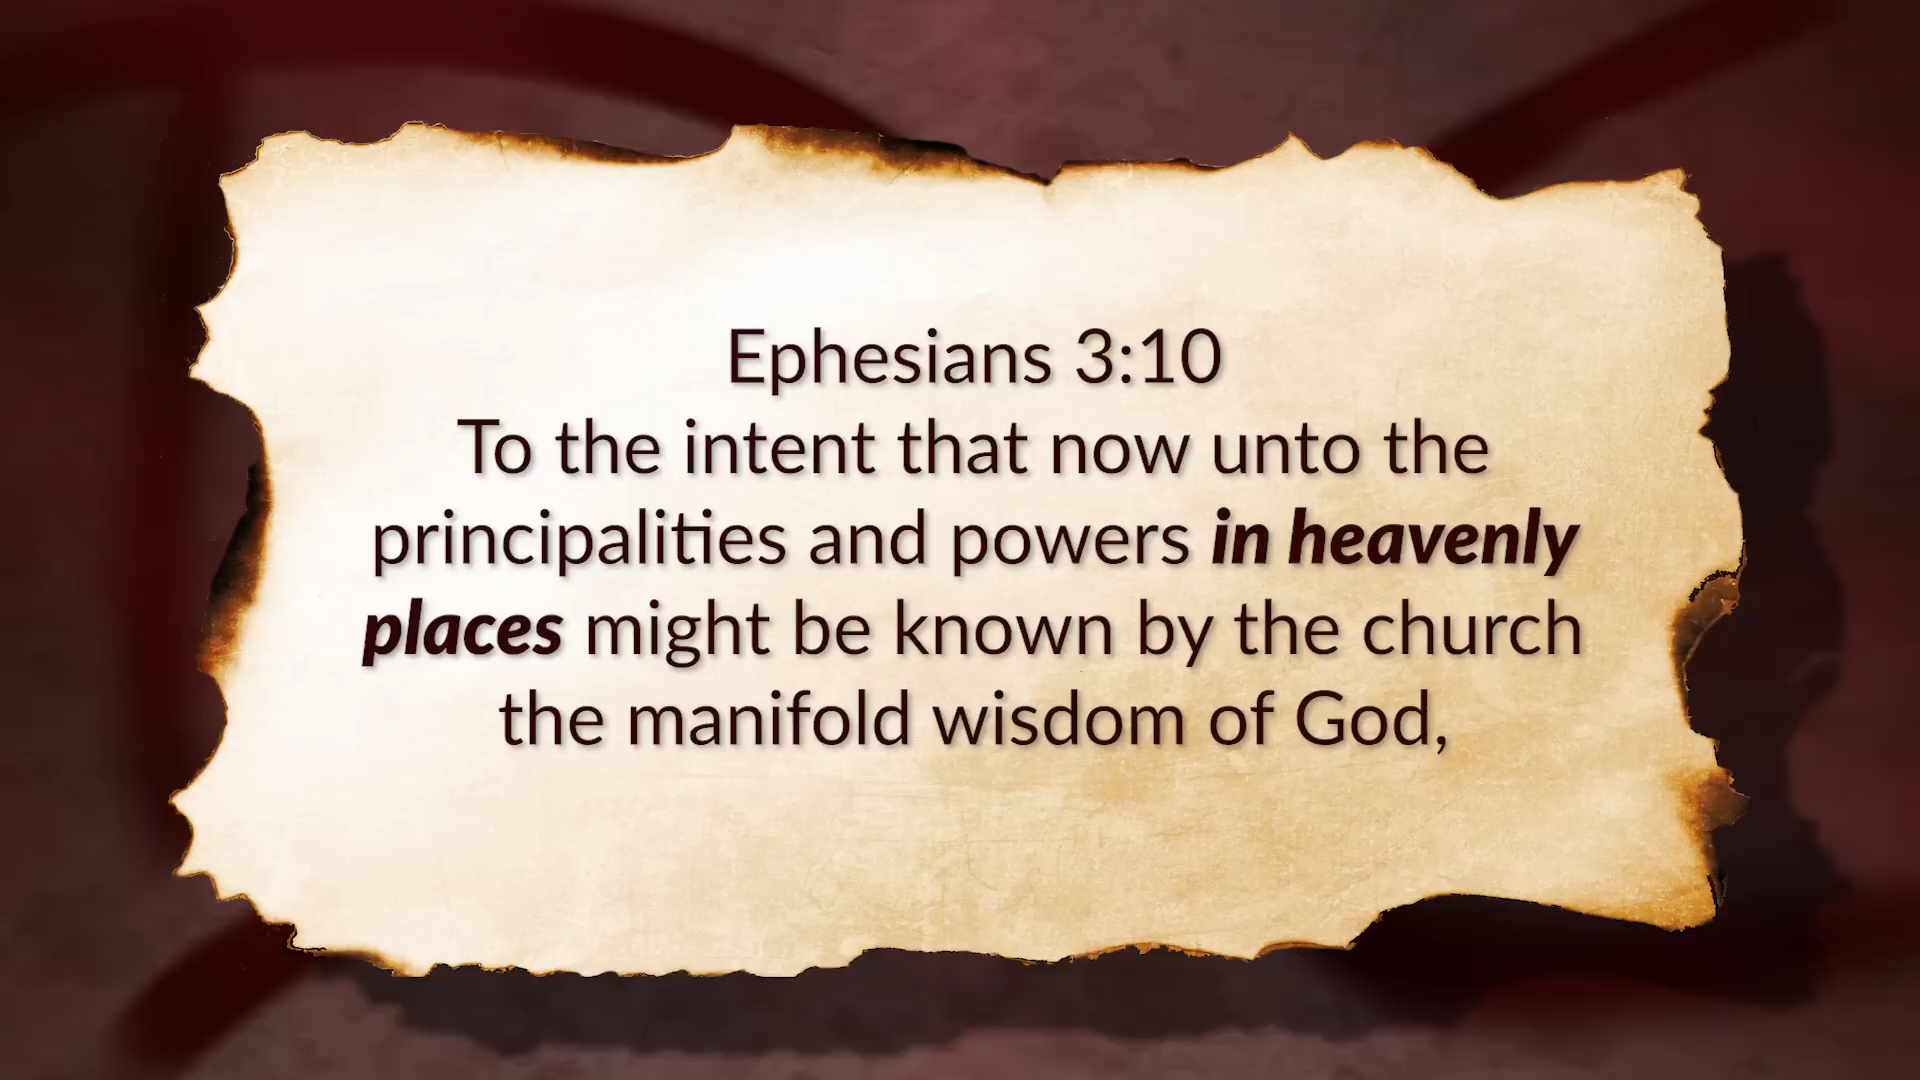 Ephesians 3:10
To the intent that now unto the
principalities and powers in heavenly
places might be known by the church
the manifold wisdom of God,